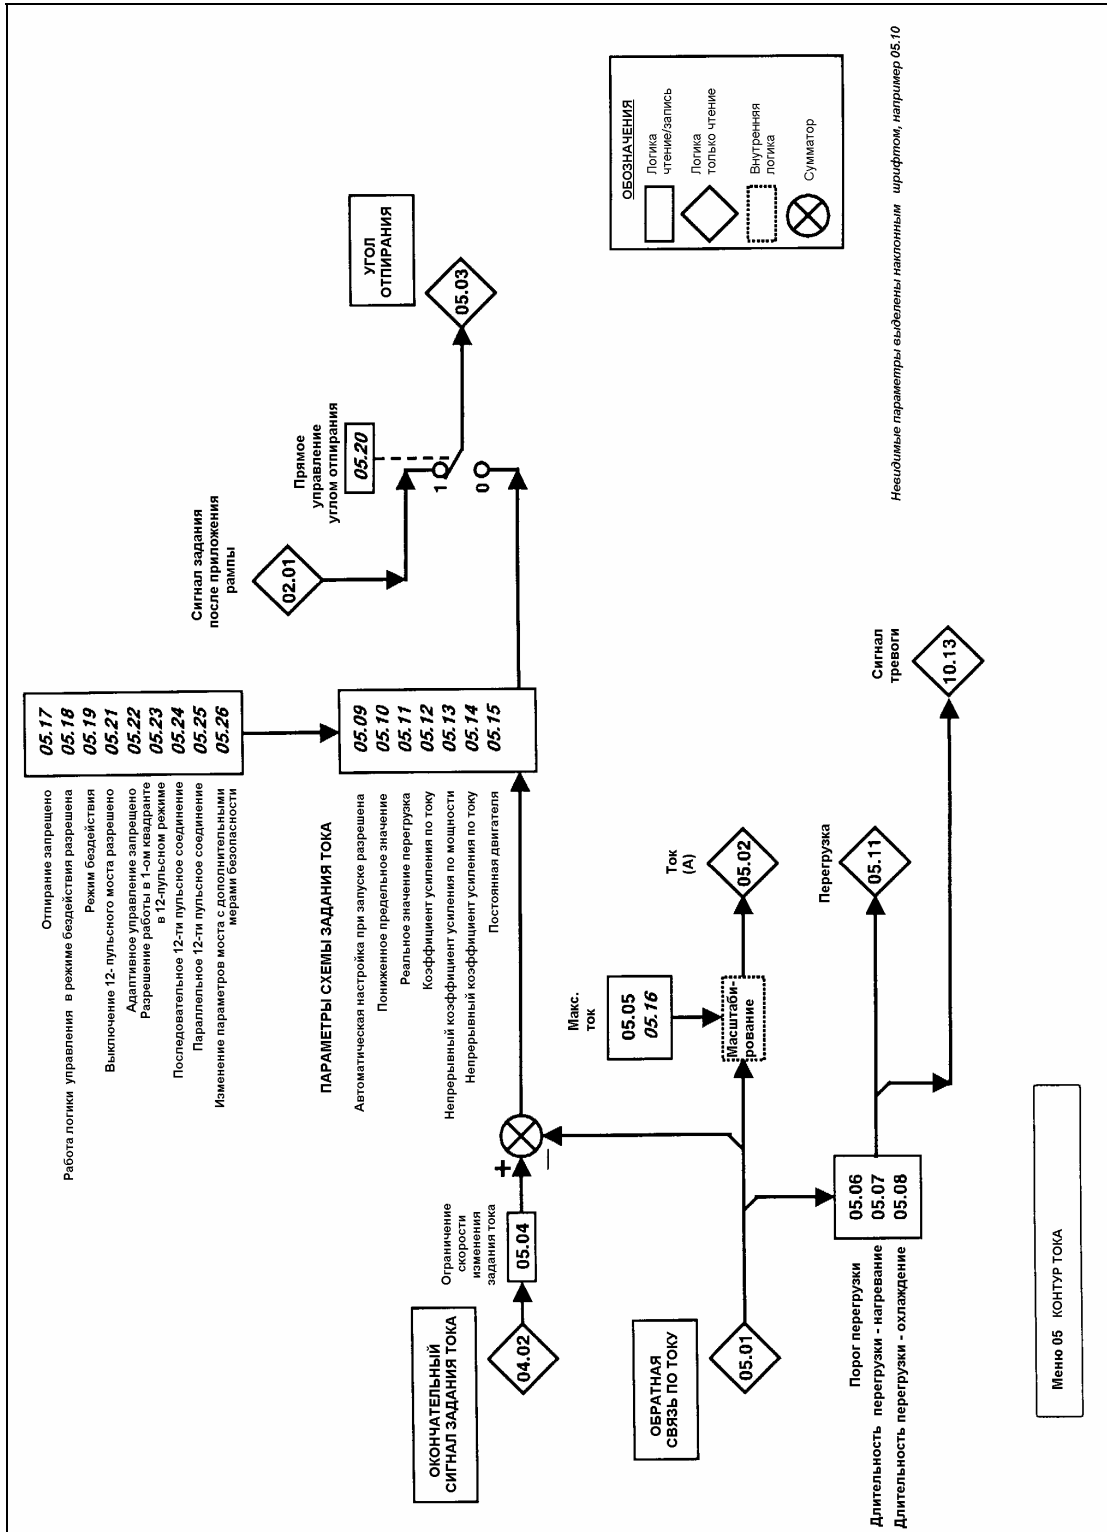 ОКОНЧАТЕЛЬНЫЙ
СИГНАЛ ЗАДАНИЯ ТОКА
04.02
Ограничение
скорости
изменения
задания тока
05.04
+
–
ОБРАТНАЯ
СВЯЗЬ ПО ТОКУ
05.01
Отпирание запрещено
05.17
Работа логики управления в режиме бездействия разрешена
05.18
Режим бездействия
05.19
Выключение 12- пульсного моста разрешено
05.21
Адаптивное управление запрещено
05.22
Разрешение работы в 1-ом квадранте
в 12-пульсном режиме
05.23
Последовательное 12-ти пульсное соединение
05.24
Параллельное 12-ти пульсное соединение
05.25
Изменение параметров моста с дополнительными
мерами безопасности
05.26
ПАРАМЕТРЫ СХЕМЫ ЗАДАНИЯ ТОКА
Автоматическая настройка при запуске разрешена
05.09
Пониженное предельное значение
05.10
Реальное значение перегрузка
05.11
Коэффициент усиления по току
05.12
Непрерывный коэффициент усиления по мощности
05.13
Непрерывный коэффициент усиления по току
05.14
Постоянная двигателя
05.15
Сигнал задания
после приложения
рампы
02.01
Прямое
управление
углом отпирания
05.20
1
0
УГОЛ
ОТПИРАНИЯ
05.03
Макс.
ток
05.05
05.16
Масштаби-
рование
Ток
(А)
05.02
Порог перегрузки
05.06
Длительность перегрузки - нагревание
05.07
Длительность перегрузки - охлаждение
05.08
Перегрузка
05.11
Сигнал
тревоги
10.13
ОБОЗНАЧЕНИЯ
Логика
чтение/запись
Логика
только чтение
Внутренняя
логика
Сумматор
Невидимые параметры выделены наклонным шрифтом, например 05.10
Меню 05 КОНТУР ТОКА